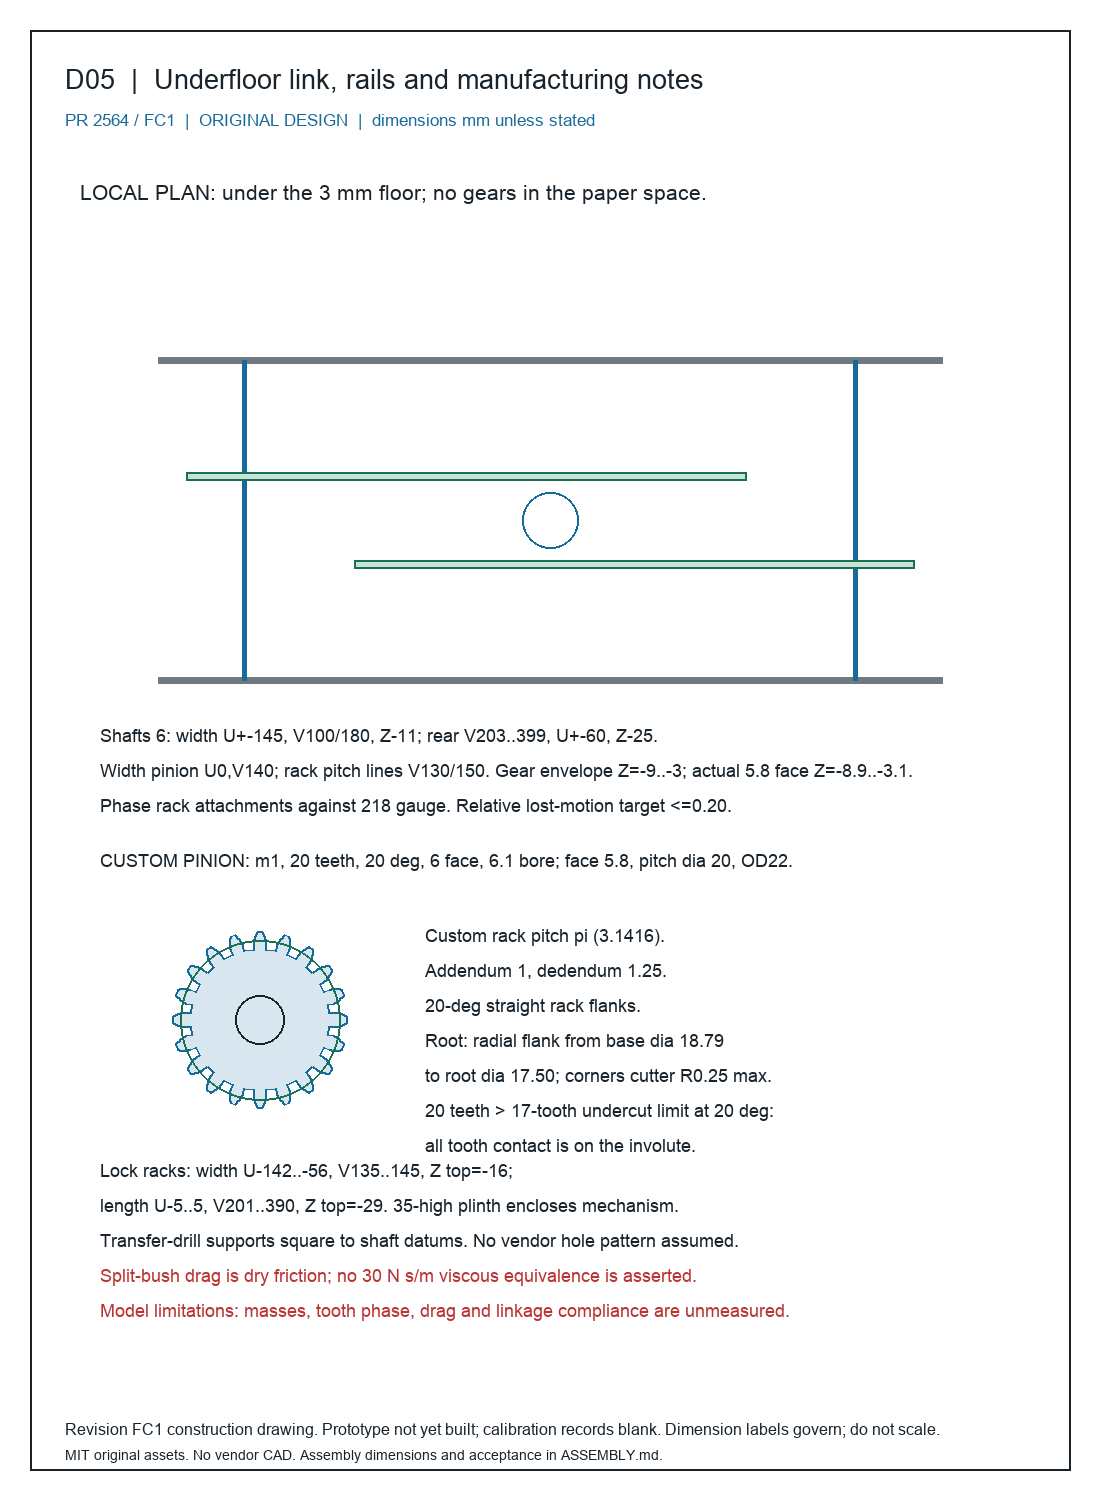 D05 | Underfloor link, rails and manufacturing notes
PR 2564 / FC1 | ORIGINAL DESIGN | dimensions mm unless stated
LOCAL PLAN: under the 3 mm floor; no gears in the paper space.
Shafts 6: width U+-145, V100/180, Z-11; rear V203..399, U+-60, Z-25.
Width pinion U0,V140; rack pitch lines V130/150. Gear envelope Z=-9..-3; actual 5.8 face Z=-8.9..-3.1.
Phase rack attachments against 218 gauge. Relative lost-motion target <=0.20.
CUSTOM PINION: m1, 20 teeth, 20 deg, 6 face, 6.1 bore; face 5.8, pitch dia 20, OD22.
Custom rack pitch pi (3.1416).
Addendum 1, dedendum 1.25.
20-deg straight rack flanks.
Root: radial flank from base dia 18.79
to root dia 17.50; corners cutter R0.25 max.
20 teeth > 17-tooth undercut limit at 20 deg:
all tooth contact is on the involute.
Lock racks: width U-142..-56, V135..145, Z top=-16;
length U-5..5, V201..390, Z top=-29. 35-high plinth encloses mechanism.
Transfer-drill supports square to shaft datums. No vendor hole pattern assumed.
Split-bush drag is dry friction; no 30 N s/m viscous equivalence is asserted.
Model limitations: masses, tooth phase, drag and linkage compliance are unmeasured.
Revision FC1 construction drawing. Prototype not yet built; calibration records blank. Dimension labels govern; do not scale.
MIT original assets. No vendor CAD. Assembly dimensions and acceptance in ASSEMBLY.md.